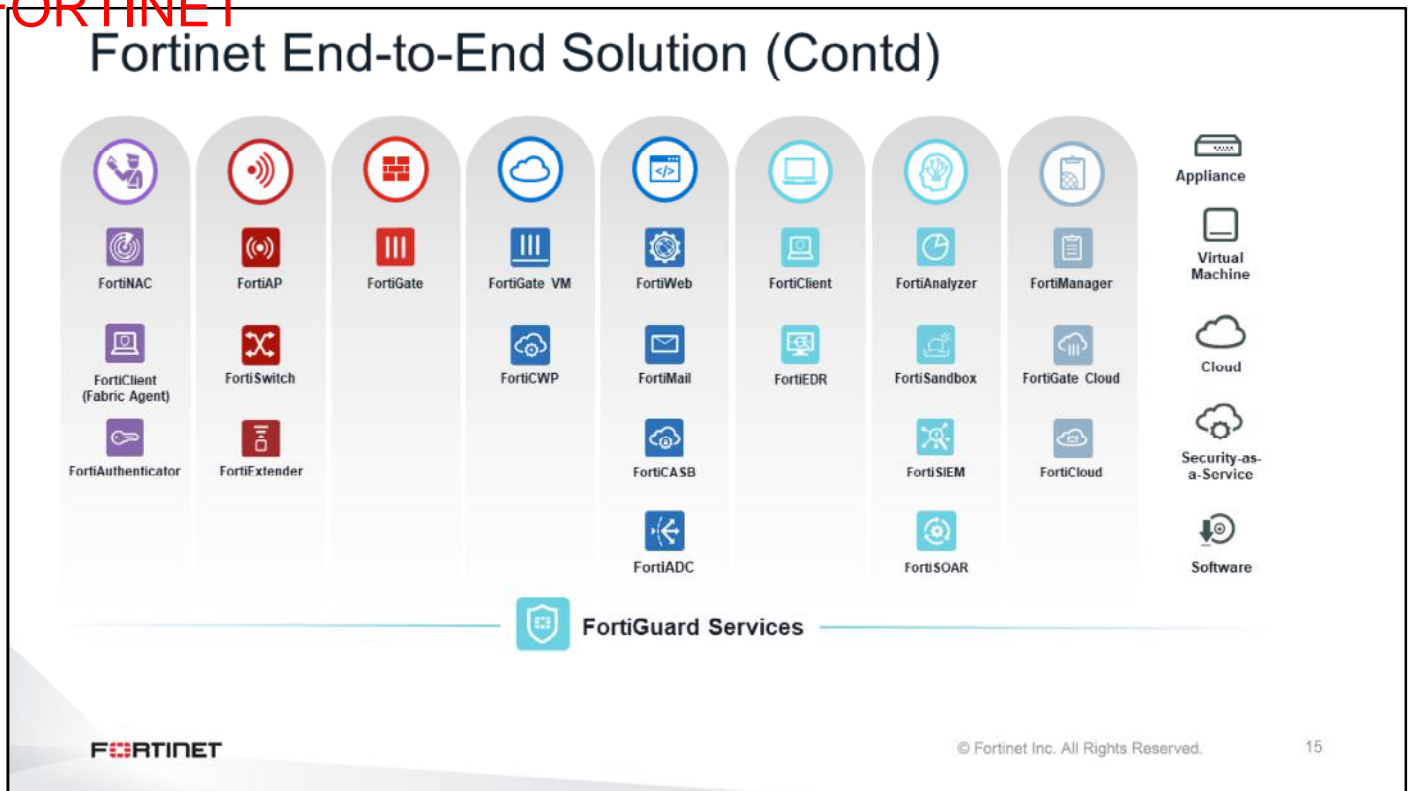 FORTINET
Fortinet End-to-End Solution (Contd)
FortiNAC
FortiClient
(Fabric Agent)
FortiAuthenticator
FortiAP
FortiSwitch
FortiExtender
FortiGate
FortiGate VM
FortiCWP
</>
FortiWeb
FortiMail
FortiCASB
FortiADC
FortiClient
FortiEDR
FortiAnalyzer
FortiSandbox
FortiSIEM
FortiSOAR
FortiManager
FortiGate Cloud
FortiCloud
Appliance
Virtual
Machine
Cloud
Security-as-
a-Service
Software
FortiGuard Services
FORTINET
© Fortinet Inc. All Rights Reserved.
15